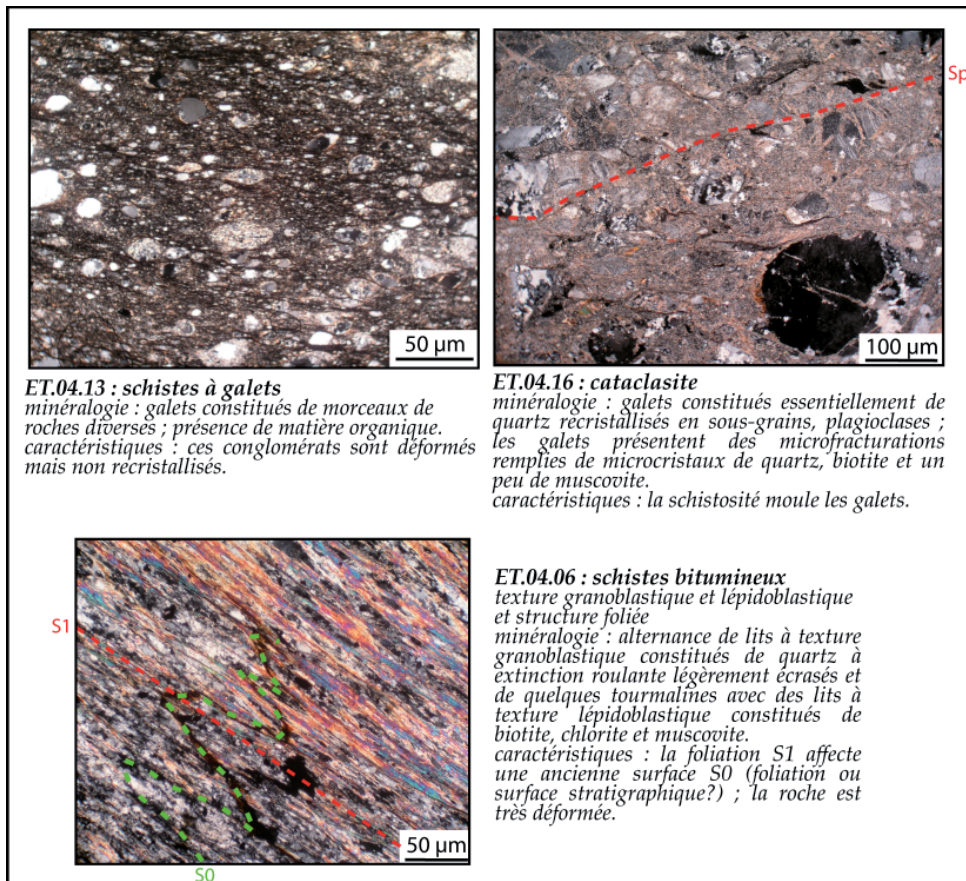 Sp
50 µm
100 µm
ET.04.13 : schistes à galets
minéralogie : galets constitués de morceaux de
roches diverses ; présence de matière organique.
caractéristiques : ces conglomérats sont déformés
mais non recristallisés.
ET.04.16 : cataclasite
minéralogie : galets constitués essentiellement de
quartz recristallisés en sous-grains, plagioclases ;
les galets présentent des microfracturations
remplies de microcristaux de quartz, biotite et un
peu de muscovite.
caractéristiques : la schistosité moule les galets.
S1
50 µm
S0
ET.04.06 : schistes bitumineux
texture granoblastique et lépidoblastique
et structure foliée
minéralogie : alternance de lits à texture
granoblastique constitués de quartz à
extinction roulante légèrement écrasés et
de quelques tourmalines avec des lits à
texture lépidoblastique constitués de
biotite, chlorite et muscovite.
caractéristiques : la foliation S1 affecte
une ancienne surface S0 (foliation ou
surface stratigraphique?) ; la roche est
très déformée.